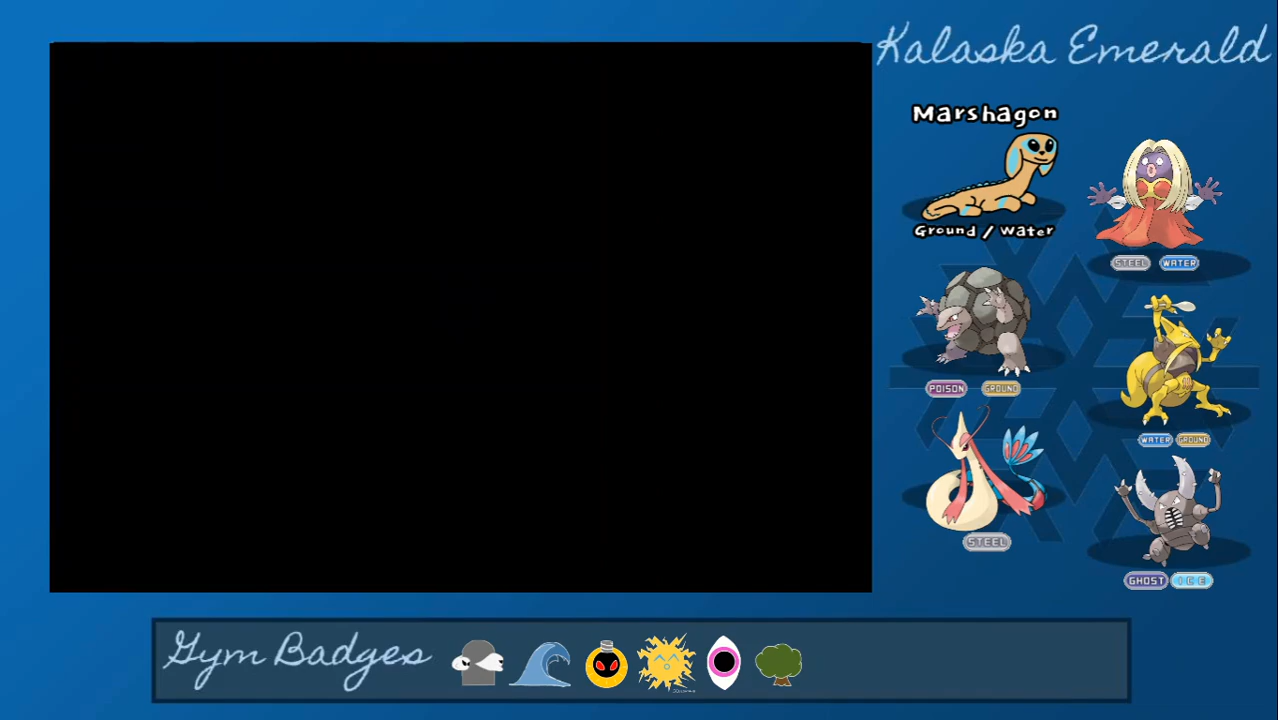 Kalaska Emerald
Marshagon
Ground / Water
STEEL WATER
POISON GROUND
WATER GROUND
STEEL
GHOST ICE
Gym Badges